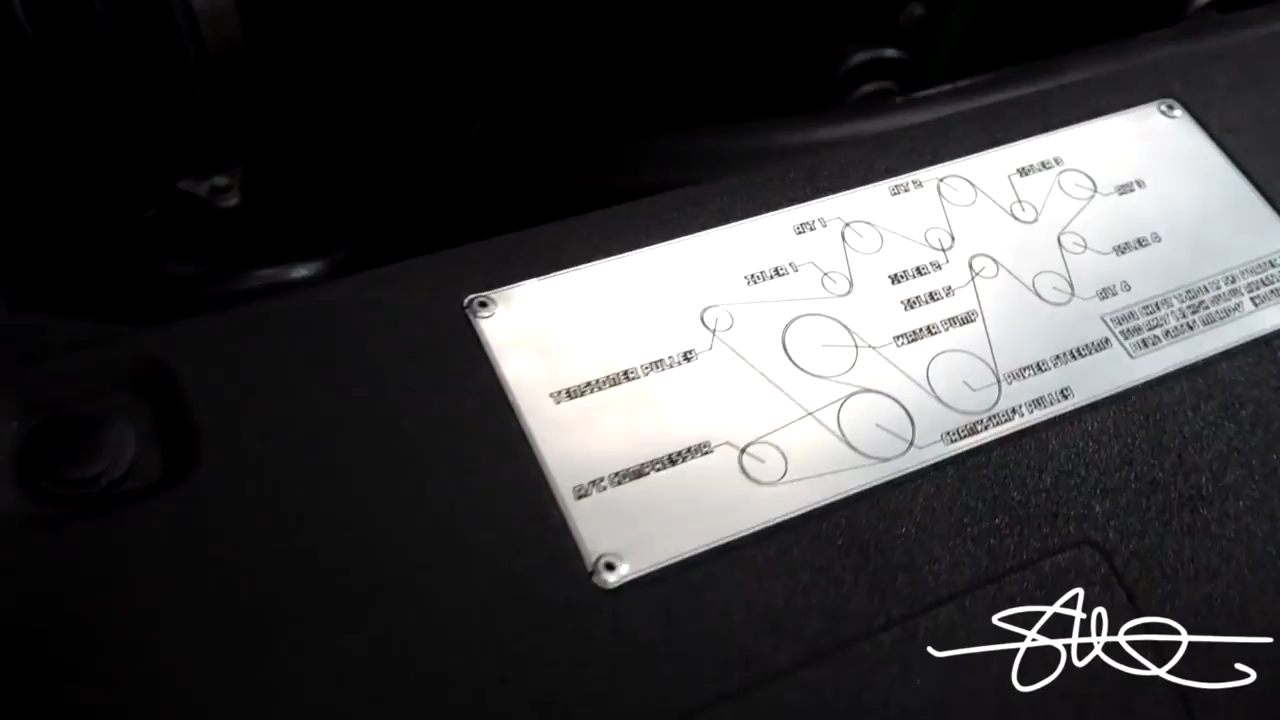 IDLER 3
ALT 2
ALT 3
ALT 1
IDLER 4
IDLER 2
IDLER 1
ALT 4
IDLER 5
WATER PUMP
TENSIONER PULLEY
POWER STEERING
CRANKSHAFT PULLEY
A/C COMPRESSOR